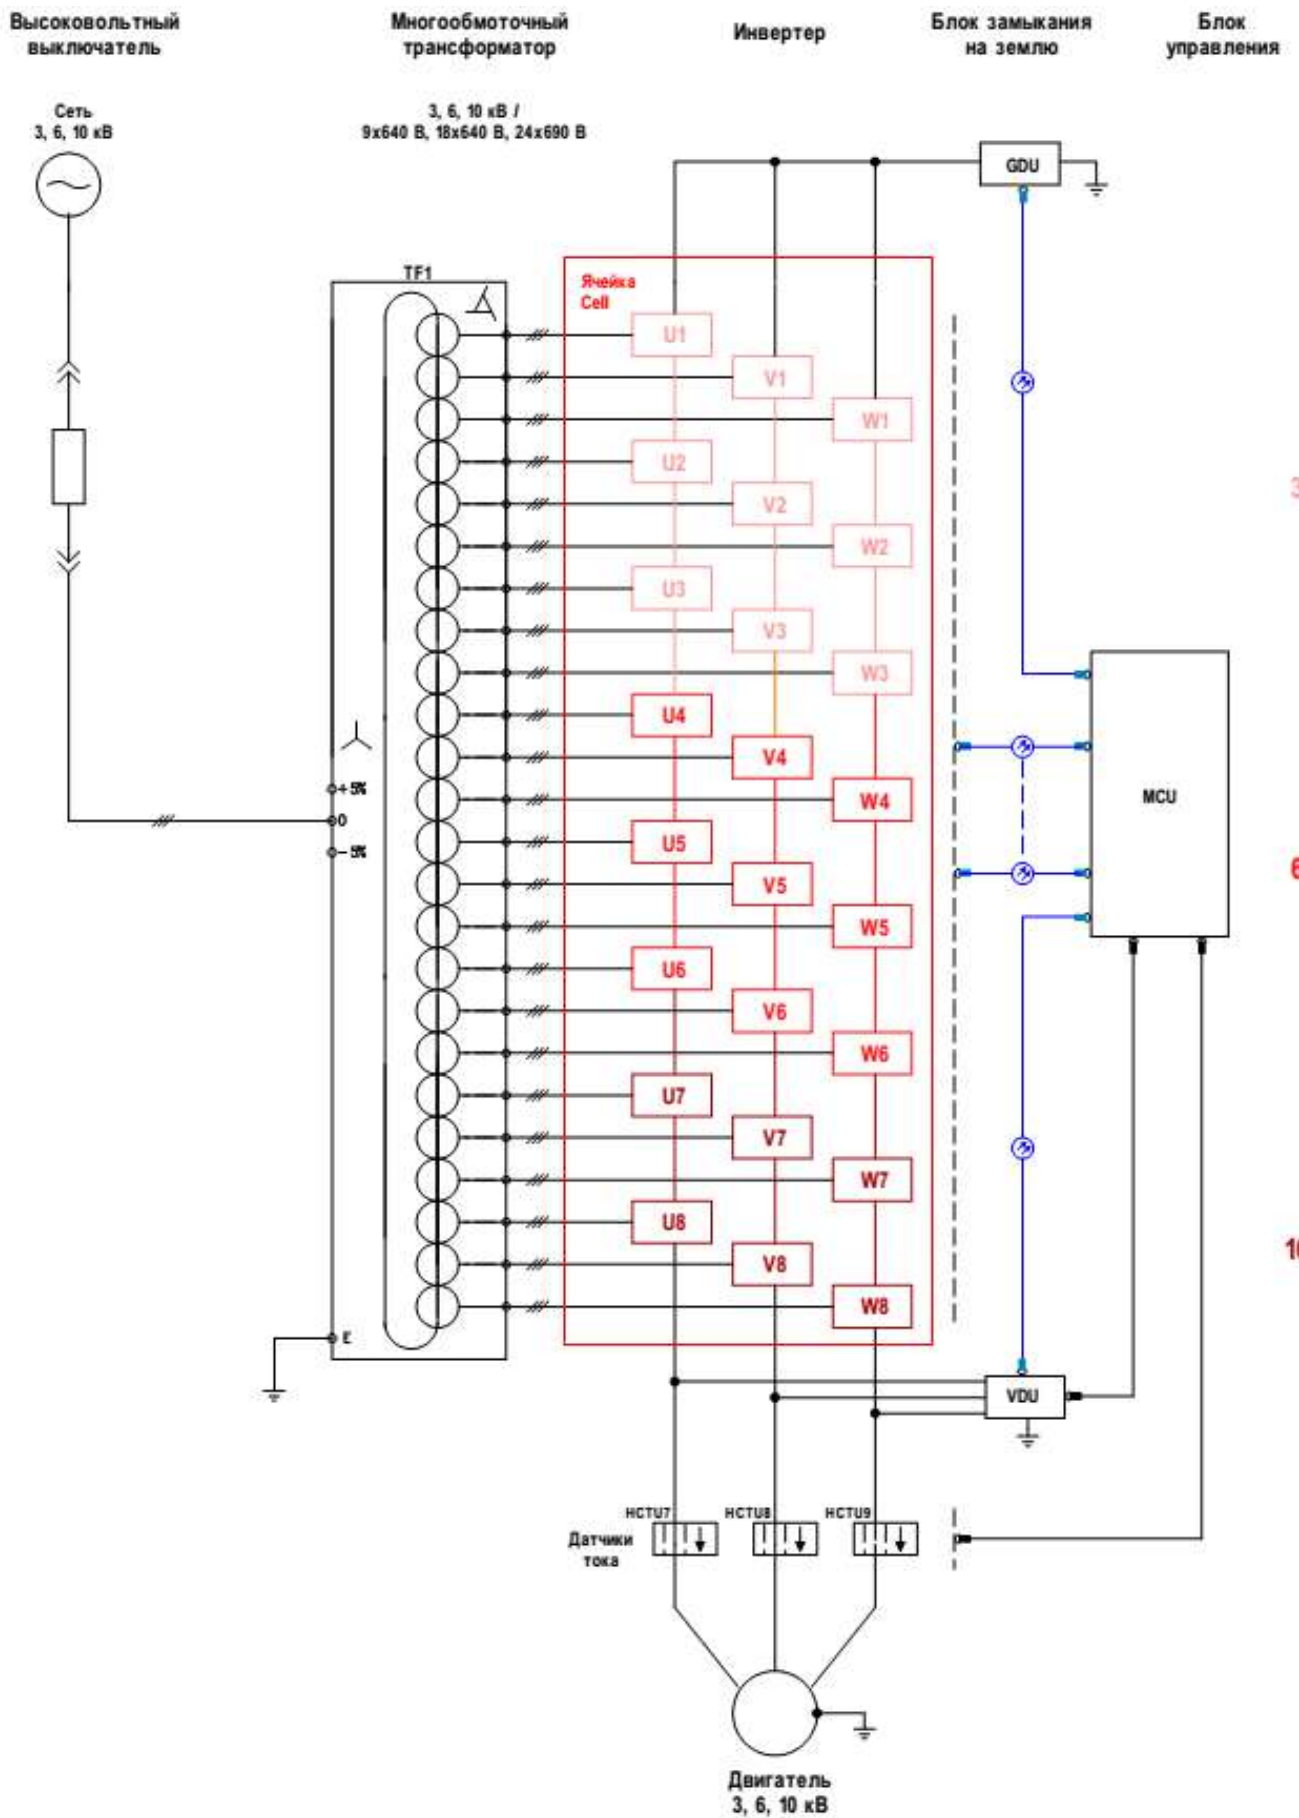 Высоковольтный
выключатель
Многообмоточный
трансформатор
Инвертер
Блок замыкания
на землю
Блок
управления
Сеть
3, 6, 10 кВ
3, 6, 10 кВ /
9x640 В, 18x640 В, 24x690 В
GDU
TF1
Ячейка
Cell
U1
V1
W1
U2
V2
W2
U3
V3
W3
U4
V4
W4
U5
V5
W5
U6
V6
W6
U7
V7
W7
U8
V8
W8
+5%
0
-5%
E
MCU
3
6
10
VDU
HCTU7
HCTU8
HCTU9
Датчики
тока
Двигатель
3, 6, 10 кВ